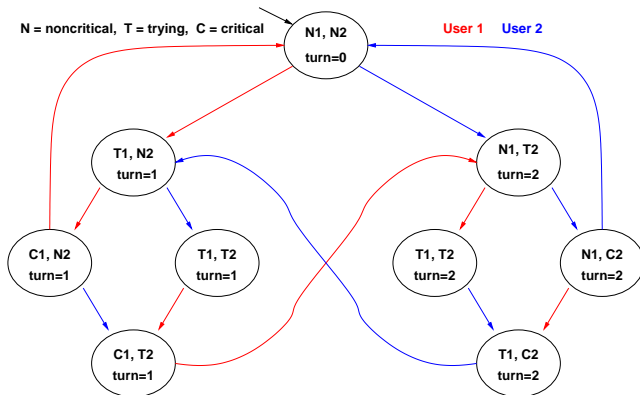 N = noncritical, T = trying, C = critical
User 1 User 2
N1, N2
turn=0
T1, N2
turn=1
N1, T2
turn=2
C1, N2
turn=1
T1, T2
turn=1
T1, T2
turn=2
N1, C2
turn=2
C1, T2
turn=1
T1, C2
turn=2